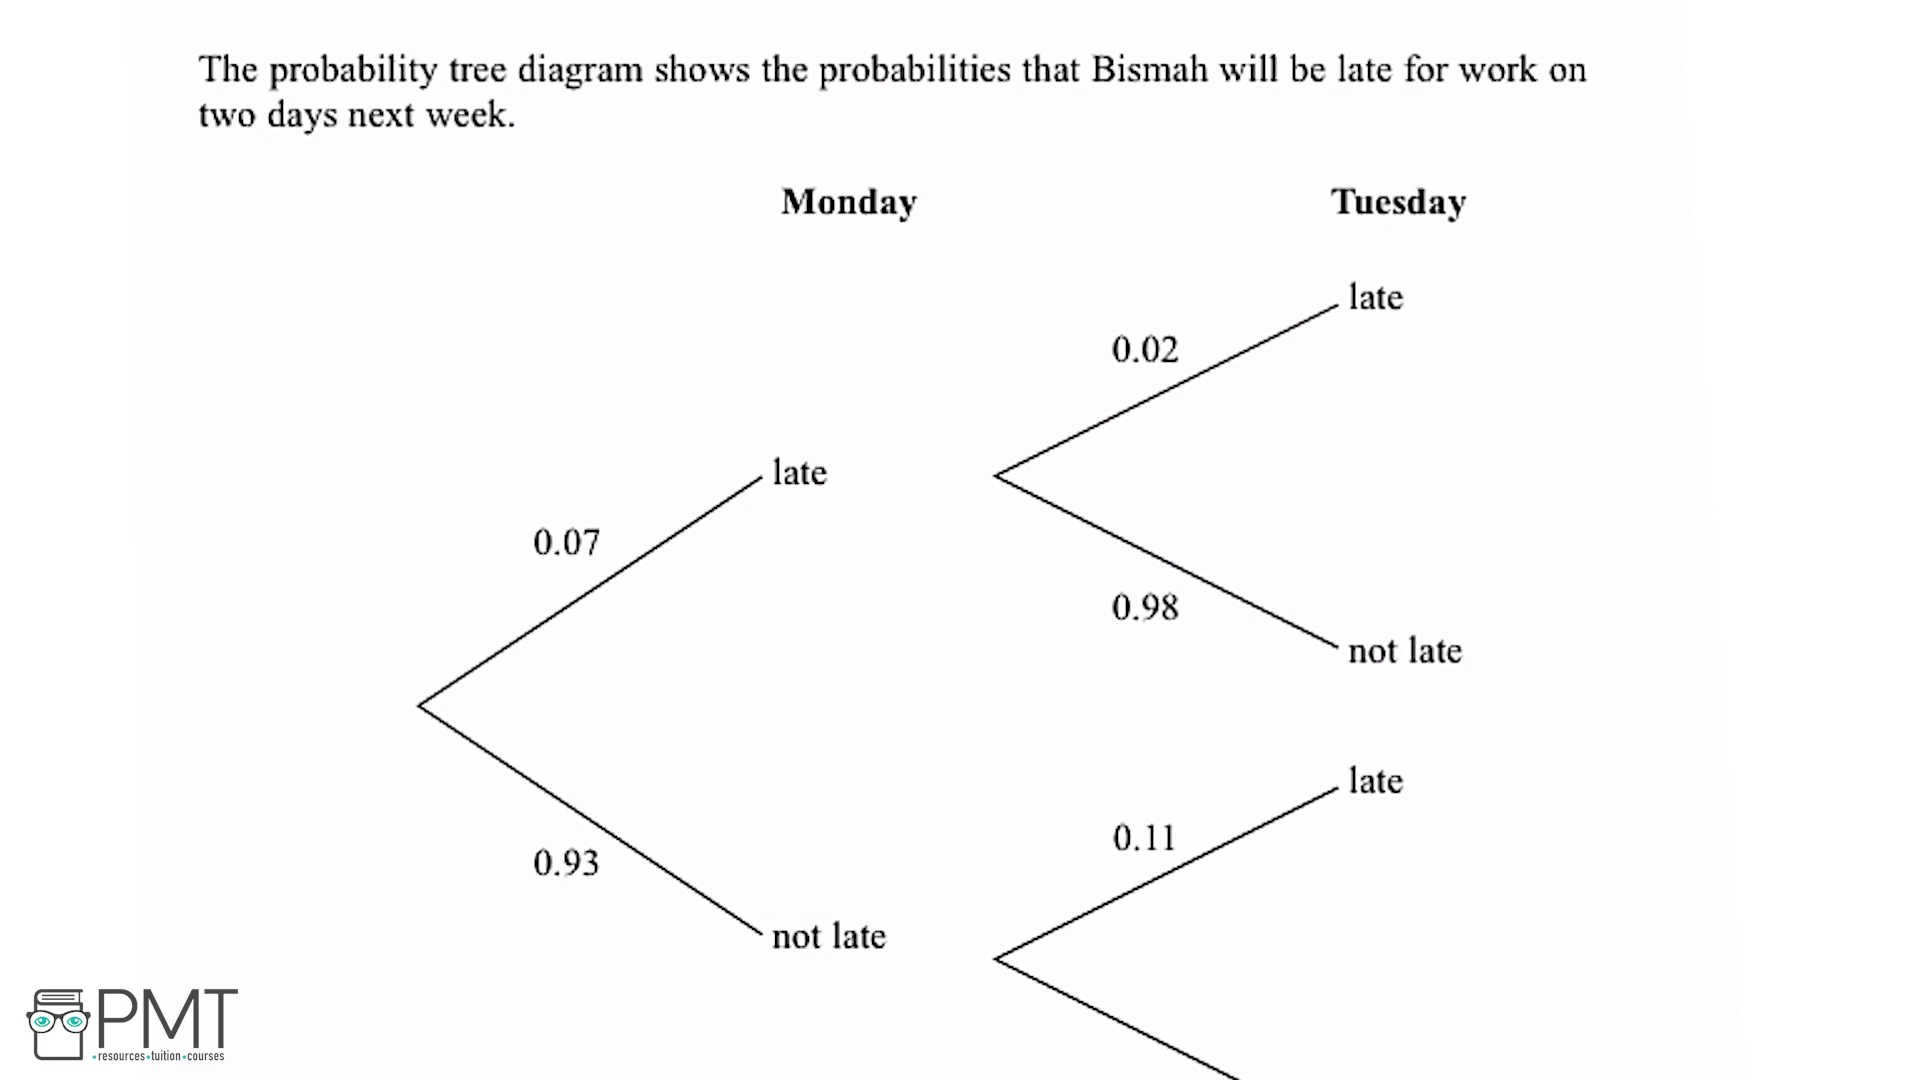 The probability tree diagram shows the probabilities that Bismah will be late for work on
two days next week.
Monday
Tuesday
late
0.02
late
0.07
0.98
not late
late
0.11
0.93
not late
PMT
•resources•tuition•courses